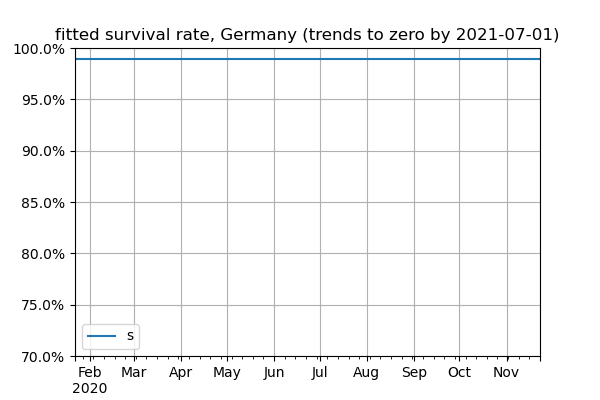 fitted survival rate, Germany (trends to zero by 2021-07-01)
100.0%
95.0%
90.0%
85.0%
80.0%
75.0%
70.0%
s
Feb Mar Apr May Jun Jul Aug Sep Oct Nov
2020